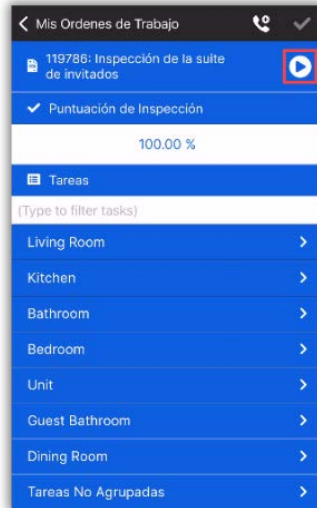 Mis Ordenes de Trabajo
119786: Inspección de la suite
de invitados
Puntuación de Inspección
100.00 %
Tareas
(Type to filter tasks)
Living Room
Kitchen
Bathroom
Bedroom
Unit
Guest Bathroom
Dining Room
Tareas No Agrupadas